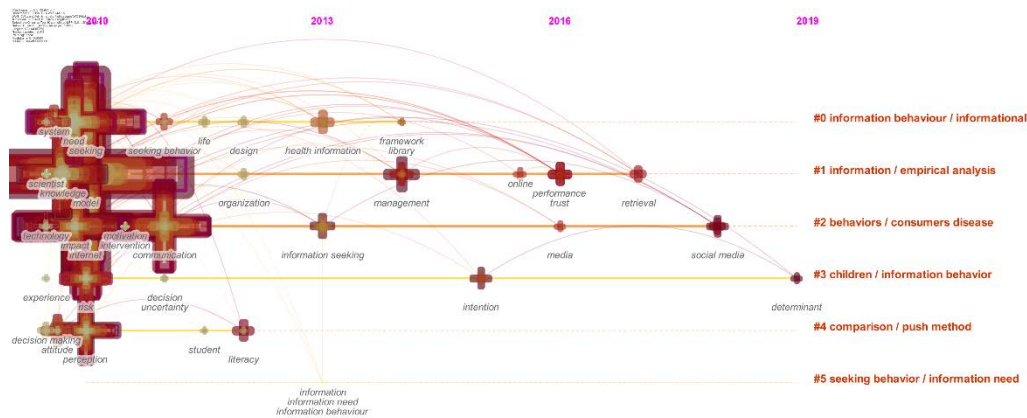 2010 2013 2016 2019
#0 information behaviour / informational
system
need
seeking
seeking behavior
life
design
health information
framework
library
#1 information / empirical analysis
scientist
knowledge
model
organization
management
online
performance
trust
retrieval
#2 behaviors / consumers disease
technology
impact
internet
motivation
intervention
communication
information seeking
media
social media
#3 children / information behavior
experience
risk
decision
uncertainty
intention
determinant
#4 comparison / push method
decision making
attitude
perception
student
literacy
#5 seeking behavior / information need
information
information need
information behaviour